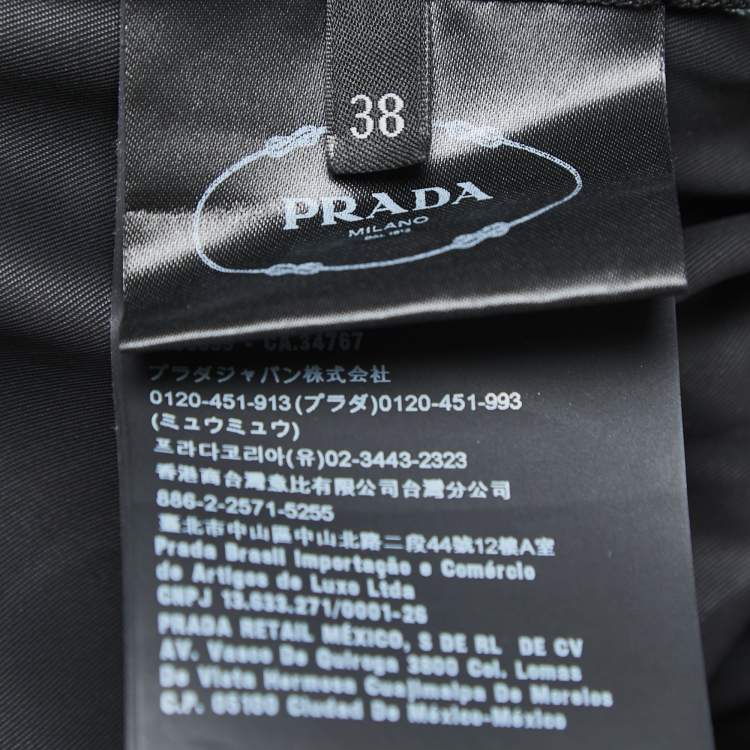 38
PRADA
MILANO
DAL 1913
CA.34767
プラダジャパン株式会社
0120-451-913(プラダ)0120-451-993
(ミュウミュウ)
프라다코리아(유)02-3443-2323
香港商台灣意比有限公司台灣分公司
886-2-2571-5255
臺北市中山區中山北路二段44號12樓A室
Prada Brasil Importação e Comércio
de Artigos de Luxo Ltda
CNPJ 13.633.271/0001-26
PRADA RETAIL MÉXICO, S DE RL DE CV
AV. Vasco De Quiroga 3800 Col. Lomas
De Vista Hermosa Cuajimalpa De Morelos
C.P. 05100 Ciudad De México-México